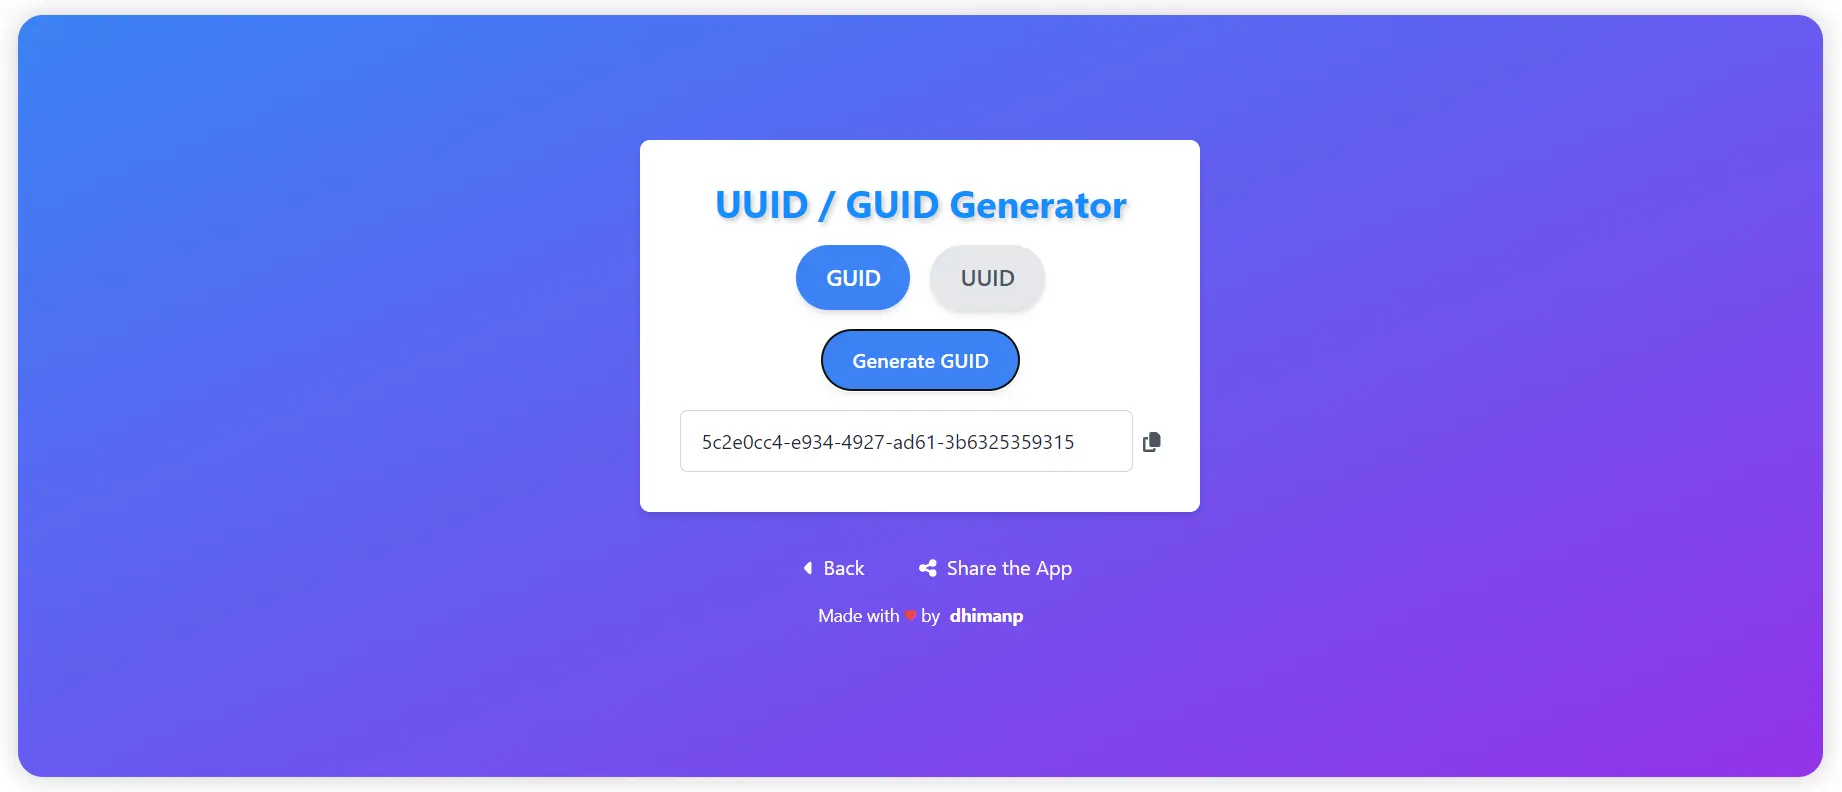 UUID / GUID Generator
GUID UUID
Generate GUID
5c2e0cc4-e934-4927-ad61-3b6325359315
Back Share the App
Made with ❤ by dhimanp